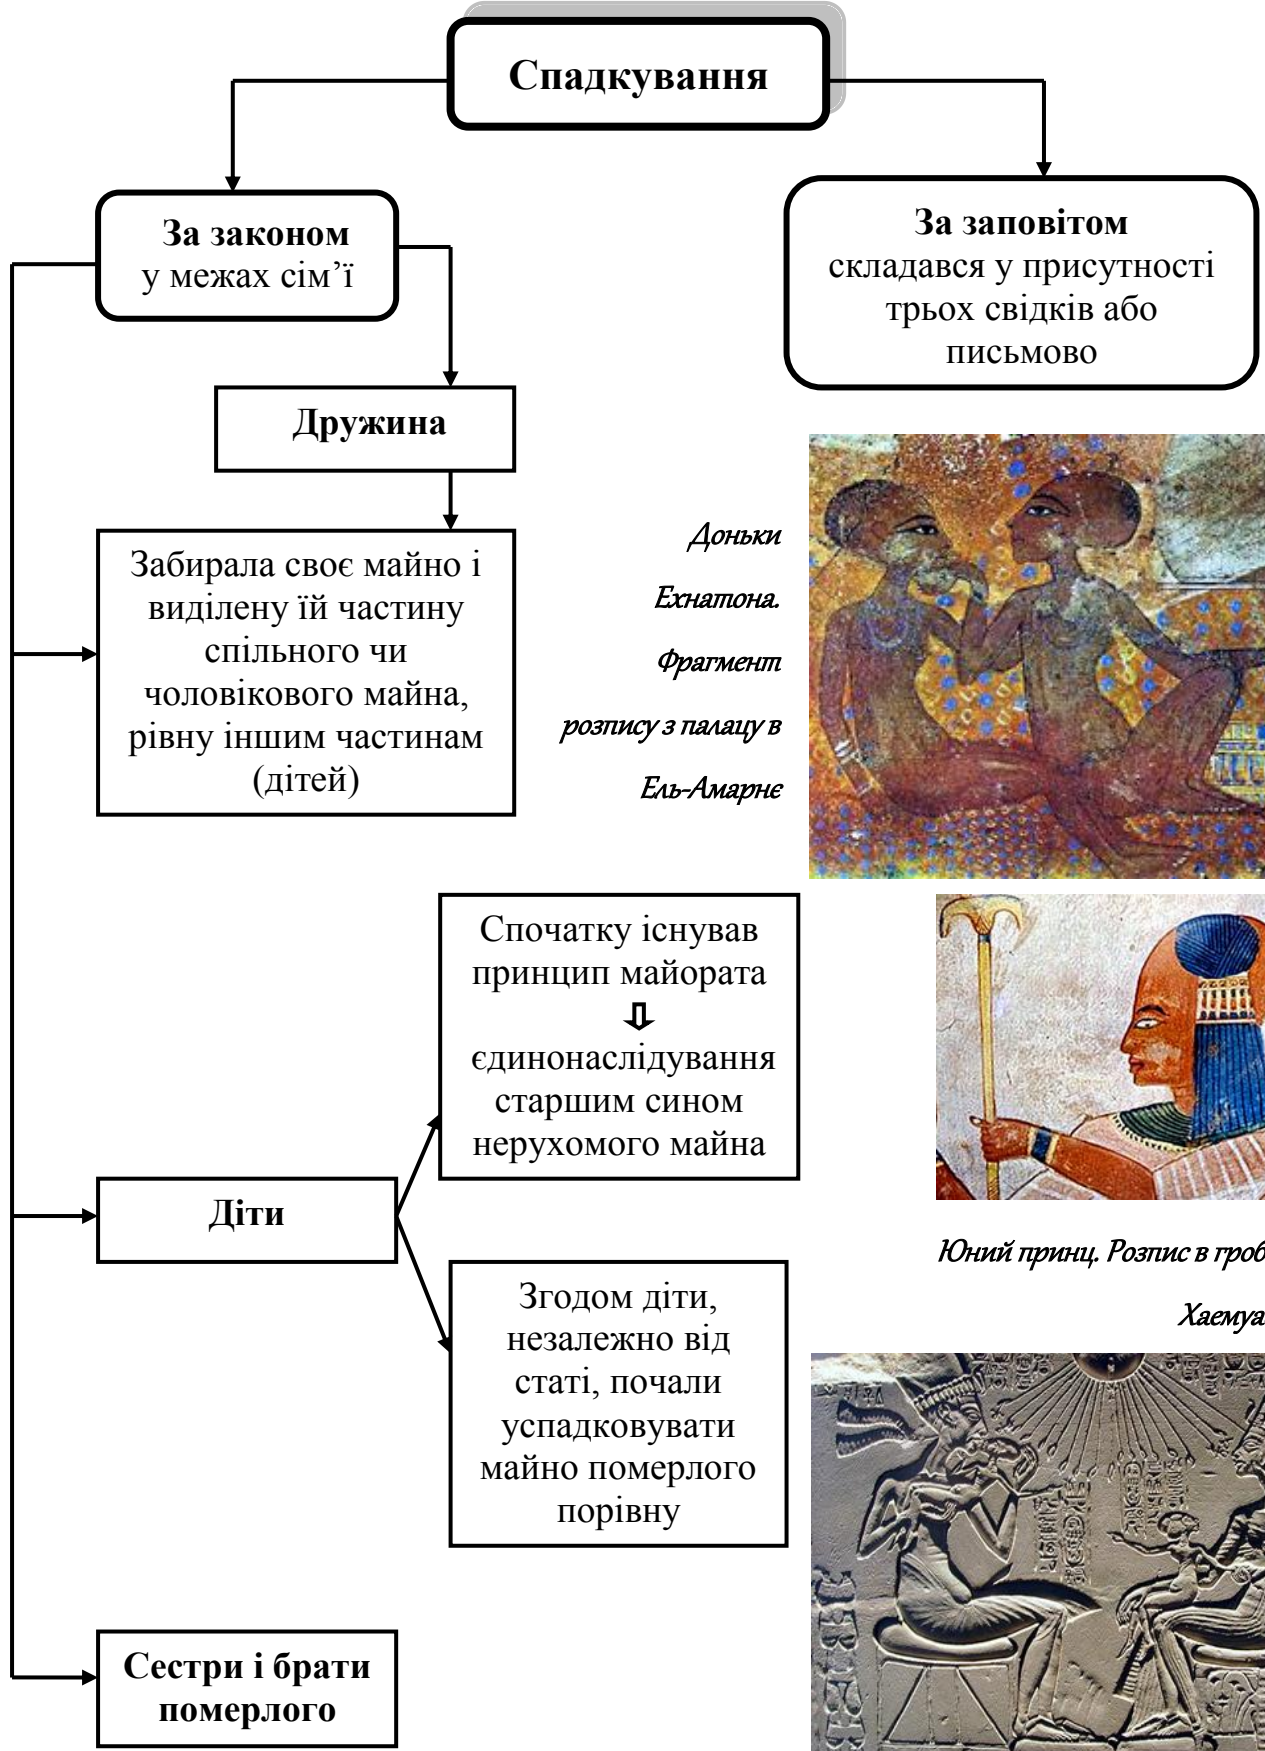 Спадкування
За законом
у межах сім’ї
За заповітом
складався у присутності
трьох свідків або
письмово
Дружина
Забирала своє майно і
виділену їй частину
спільного чи
чоловікового майна,
рівну іншим частинам
(дітей)
Доньки
Ехнатона.
Фрагмент
розпису з палацу в
Ель-Амарнє
Спочатку існував
принцип майората
єдинонаслідування
старшим сином
нерухомого майна
Юний принц. Розпис в гроб
Хаемуа
Діти
Згодом діти,
незалежно від
статі, почали
успадковувати
майно померлого
порівну
Сестри і брати
померлого